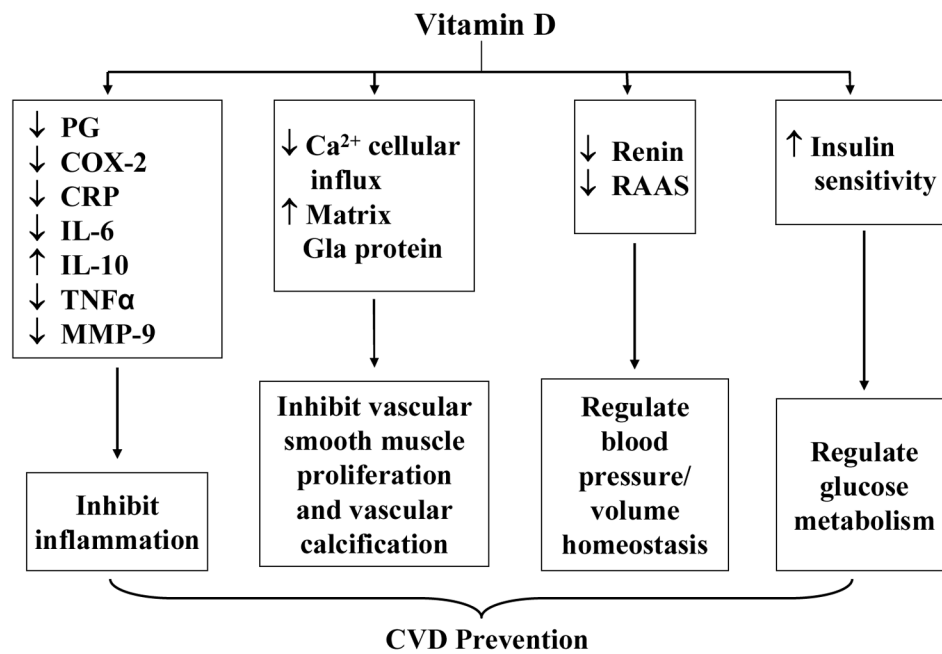 Vitamin D
↓ PG
↓ COX-2
↓ CRP
↓ IL-6
↑ IL-10
↓ TNFα
↓ MMP-9
↓ Ca²⁺ cellular
influx
↑ Matrix
Gla protein
↓ Renin
↓ RAAS
↑ Insulin
sensitivity
Inhibit
inflammation
Inhibit vascular
smooth muscle
proliferation
and vascular
calcification
Regulate
blood
pressure/
volume
homeostasis
Regulate
glucose
metabolism
CVD Prevention